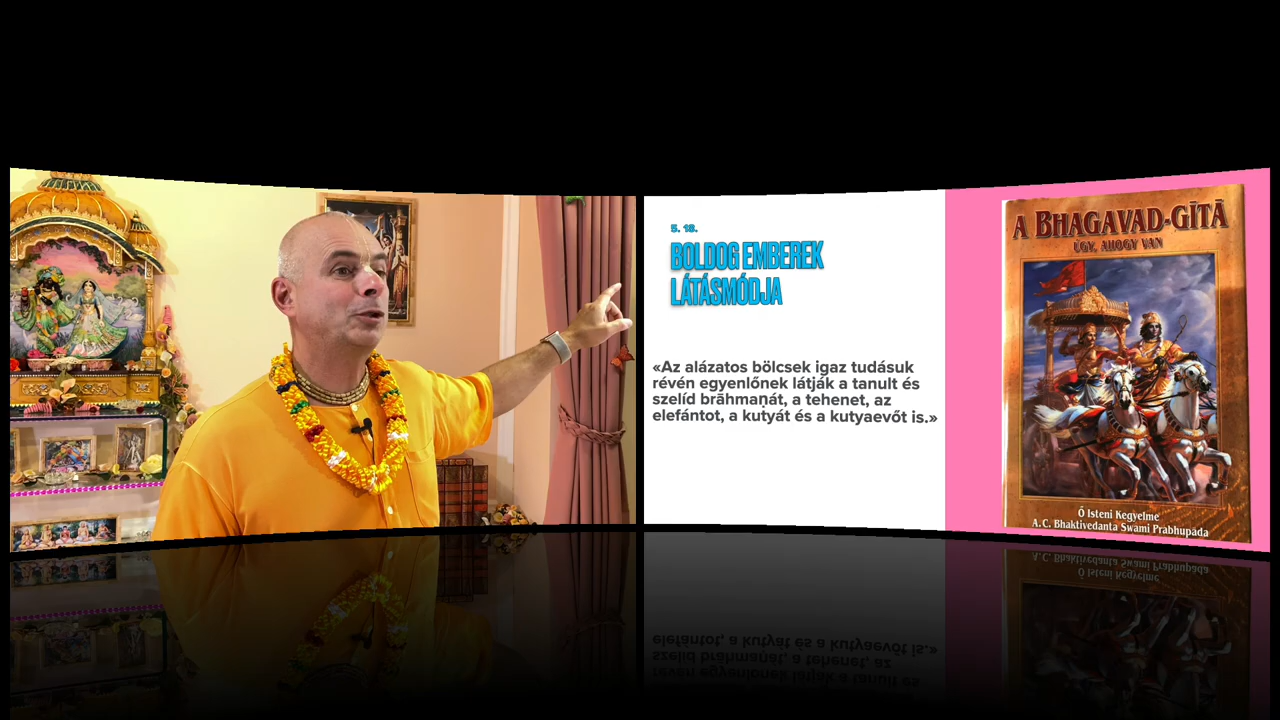 5. 18.
BOLDOG EMBEREK
LÁTÁSMÓDJA
«Az alázatos bölcsek igaz tudásuk
révén egyenlőnek látják a tanult és
szelíd brāhmaṇát, a tehenet, az
elefántot, a kutyát és a kutyaevőt is.»
A BHAGAVAD-GĪTĀ
ÚGY, AHOGY VAN
Ő Isteni Kegyelme
A. C. Bhaktivedanta Swami Prabhupāda